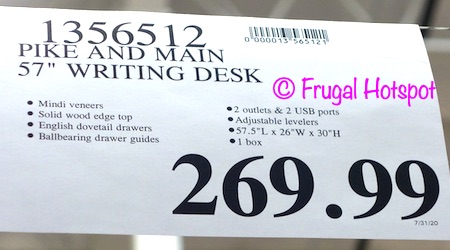 1356512
0000013565121
PIKE AND MAIN
57" WRITING DESK
© Frugal Hotspot
• Mindi veneers
• Solid wood edge top
• English dovetail drawers
• Ballbearing drawer guides
• 2 outlets & 2 USB ports
• Adjustable levelers
• 57.5"L x 26"W x 30"H
• 1 box
269.99
7/31/20